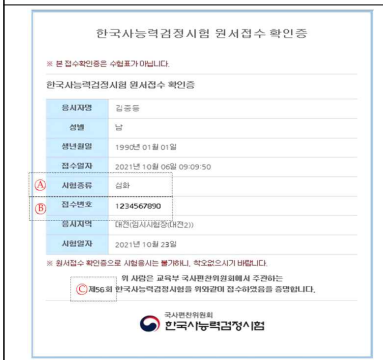 한국사능력검정시험 원서접수 확인증
※ 본 접수확인증은 수험표가 아닙니다.
한국사능력검정시험 원서접수 확인증
응시자명 김중등
성별 남
생년월일 1990년 01월 01일
접수일자 2021년 10월 06일 09:09:50
Ⓐ 시험종류 심화
Ⓑ 접수번호 1234567890
응시지역 대전(임시시험장(대전2))
시험일자 2021년 10월 23일
※ 원서접수 확인증으로 시험응시는 불가하니, 착오없으시기 바랍니다.
위 사람은 교육부 국사편찬위원회에서 주관하는
Ⓒ제56회 한국사능력검정시험을 위와같이 접수하였음을 증명합니다.
국사편찬위원회
한국사능력검정시험